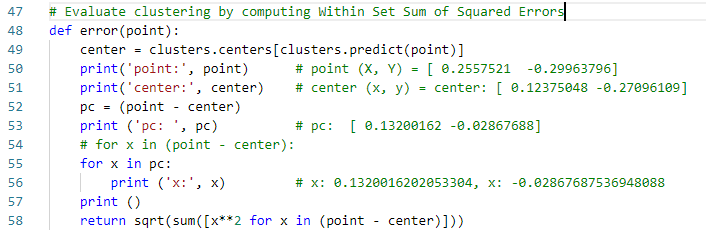 47 # Evaluate clustering by computing Within Set Sum of Squared Errors
48 def error(point):
49     center = clusters.centers[clusters.predict(point)]
50     print('point:', point)      # point (X, Y) = [ 0.2557521  -0.29963796]
51     print('center:', center)    # center (x, y) = center: [ 0.12375048 -0.27096109]
52     pc = (point - center)
53     print ('pc: ', pc)          # pc:  [ 0.13200162 -0.02867688]
54     # for x in (point - center):
55     for x in pc:
56         print ('x:', x)         # x: 0.1320016202053304, x: -0.02867687536948088
57     print ()
58     return sqrt(sum([x**2 for x in (point - center)]))